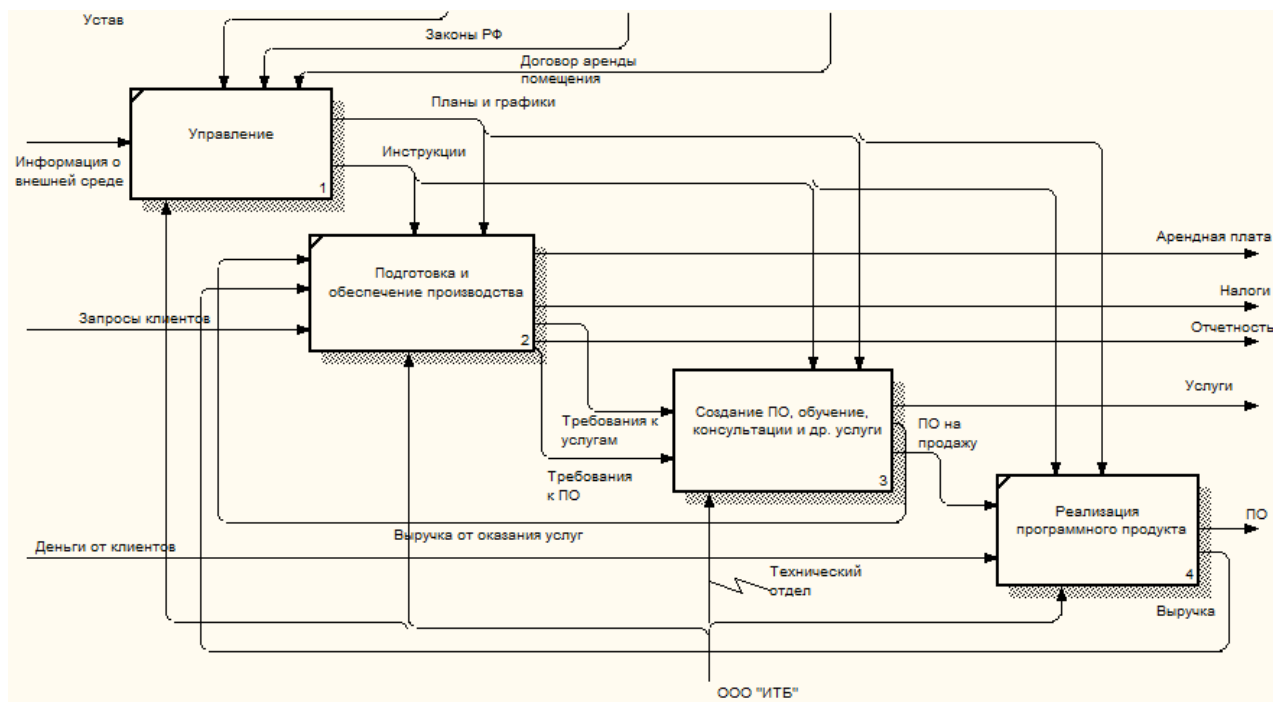 Устав
Законы РФ
Договор аренды
помещения
Планы и графики
Управление
Инструкции
Информация о
внешней среде
1
Арендная плата
Подготовка и
обеспечение производства
Налоги
Запросы клиентов
Отчетность
2
Услуги
Создание ПО, обучение,
консультации и др. услуги
Требования к
услугам
ПО на
продажу
Требования
к ПО
3
Реализация
программного продукта
ПО
Выручка от оказания услуг
Деньги от клиентов
Технический
отдел
4
Выручка
ООО "ИТБ"